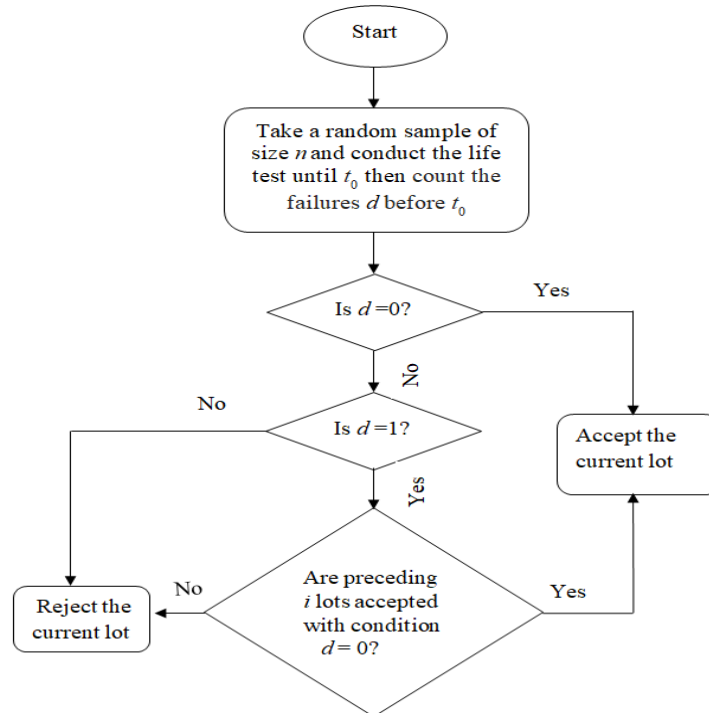 Start
Take a random sample of
size n and conduct the life
test until t₀ then count the
failures d before t₀
Is d =0?
Yes
No
No
Is d =1?
Accept the
current lot
Yes
Are preceding
i lots accepted
with condition
d = 0?
No
Yes
Reject the
current lot